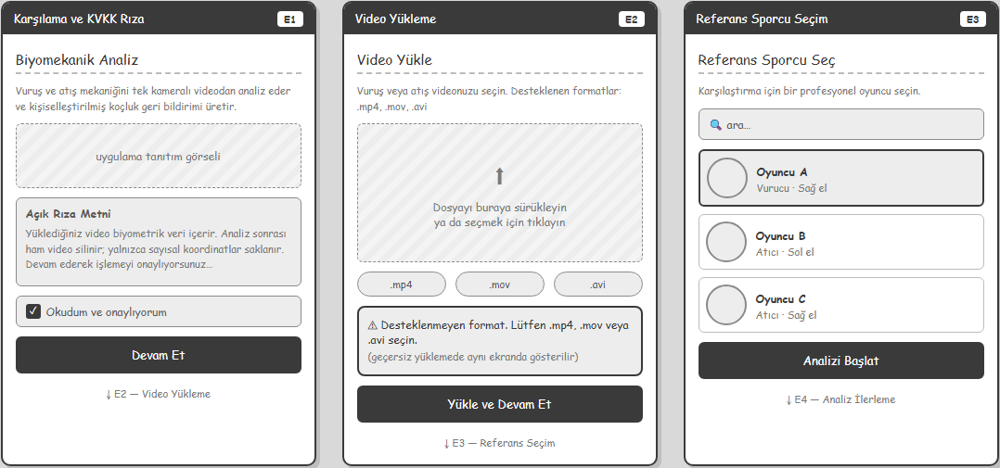 Karşılama ve KVKK Rıza
E1
Biyomekanik Analiz
Vuruş ve atış mekaniğini tek kameralı videodan analiz eder
ve kişiselleştirilmiş koçluk geri bildirimi üretir.
uygulama tanıtım görseli
Açık Rıza Metni
Yüklediğiniz video biyometrik veri içerir. Analiz sonrası
ham video silinir; yalnızca sayısal koordinatlar saklanır.
Devam ederek işlemeyi onaylıyorsunuz…
✓ Okudum ve onaylıyorum
Devam Et
↓ E2 — Video Yükleme
Video Yükleme
E2
Video Yükle
Vuruş veya atış videonuzu seçin. Desteklenen formatlar:
.mp4, .mov, .avi
⬆
Dosyayı buraya sürükleyin
ya da seçmek için tıklayın
.mp4
.mov
.avi
⚠ Desteklenmeyen format. Lütfen .mp4, .mov veya
.avi seçin.
(geçersiz yüklemede aynı ekranda gösterilir)
Yükle ve Devam Et
↓ E3 — Referans Seçim
Referans Sporcu Seçim
E3
Referans Sporcu Seç
Karşılaştırma için bir profesyonel oyuncu seçin.
🔍 ara…
Oyuncu A
Vurucu · Sağ el
Oyuncu B
Atıcı · Sol el
Oyuncu C
Atıcı · Sağ el
Analizi Başlat
↓ E4 — Analiz İlerleme